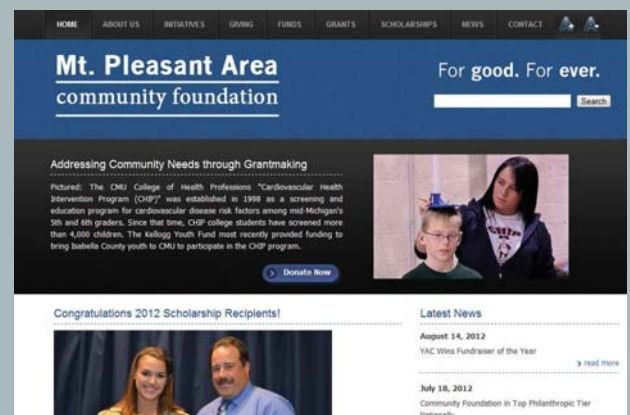 HOME ABOUT US INITIATIVES GIVING FUNDS GRANTS SCHOLARSHIPS NEWS CONTACT A+ A-
Mt. Pleasant Area
community foundation
For good. For ever.
Search
Addressing Community Needs through Grantmaking
Pictured: The CMU College of Health Professions "Cardiovascular Health
Intervention Program (CHIP)" was established in 1998 as a screening and
education program for cardiovascular disease risk factors among mid-Michigan's
5th and 6th graders. Since that time, CHIP college students have screened more
than 4,000 children. The Kellogg Youth Fund most recently provided funding to
bring Isabella County youth to CMU to participate in the CHIP program.
CHIP
Donate Now
Congratulations 2012 Scholarship Recipients!
Latest News
August 14, 2012
YAC Wins Fundraiser of the Year
read more
July 18, 2012
Community Foundation in Top Philanthropic Tier
Nationally